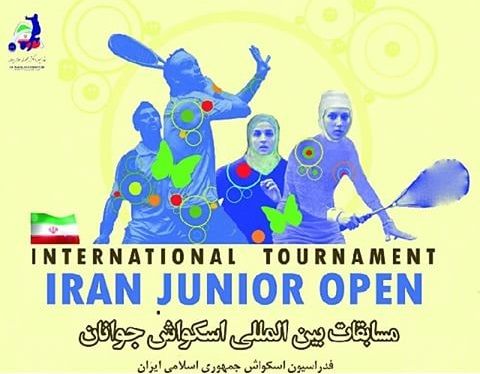 INTERNATIONAL TOURNAMENT
IRAN JUNIOR OPEN
مسابقات بین المللی اسکواش جوانان
فدراسیون اسکواش جمهوری اسلامی ایران